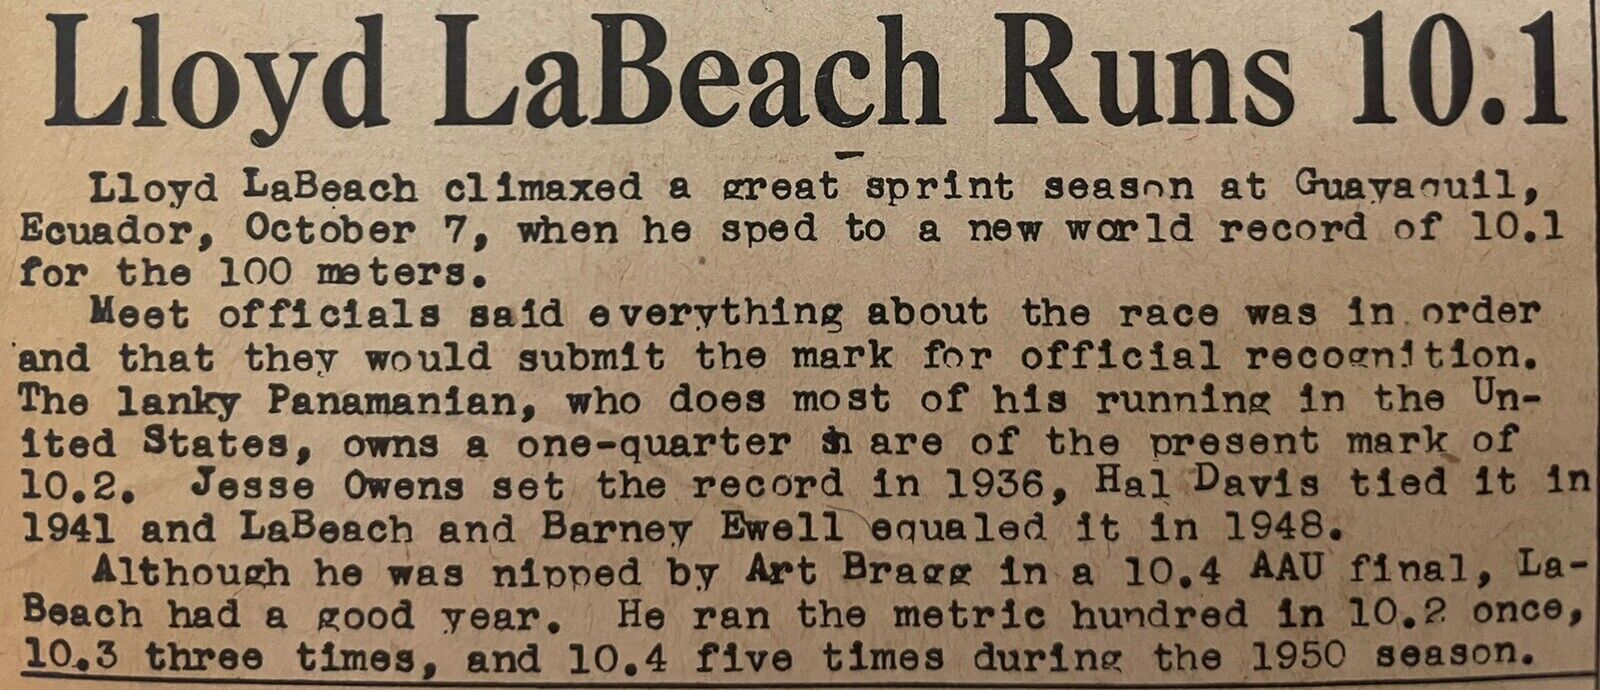 Lloyd LaBeach Runs 10.1
Lloyd LaBeach climaxed a great sprint season at Guayaquil,
Ecuador, October 7, when he sped to a new world record of 10.1
for the 100 meters.
Meet officials said everything about the race was in order
and that they would submit the mark for official recognition.
The lanky Panamanian, who does most of his running in the Un-
ited States, owns a one-quarter share of the present mark of
10.2. Jesse Owens set the record in 1936, Hal Davis tied it in
1941 and LaBeach and Barney Ewell equaled it in 1948.
Although he was nipped by Art Bragg in a 10.4 AAU final, La-
Beach had a good year. He ran the metric hundred in 10.2 once,
10.3 three times, and 10.4 five times during the 1950 season.